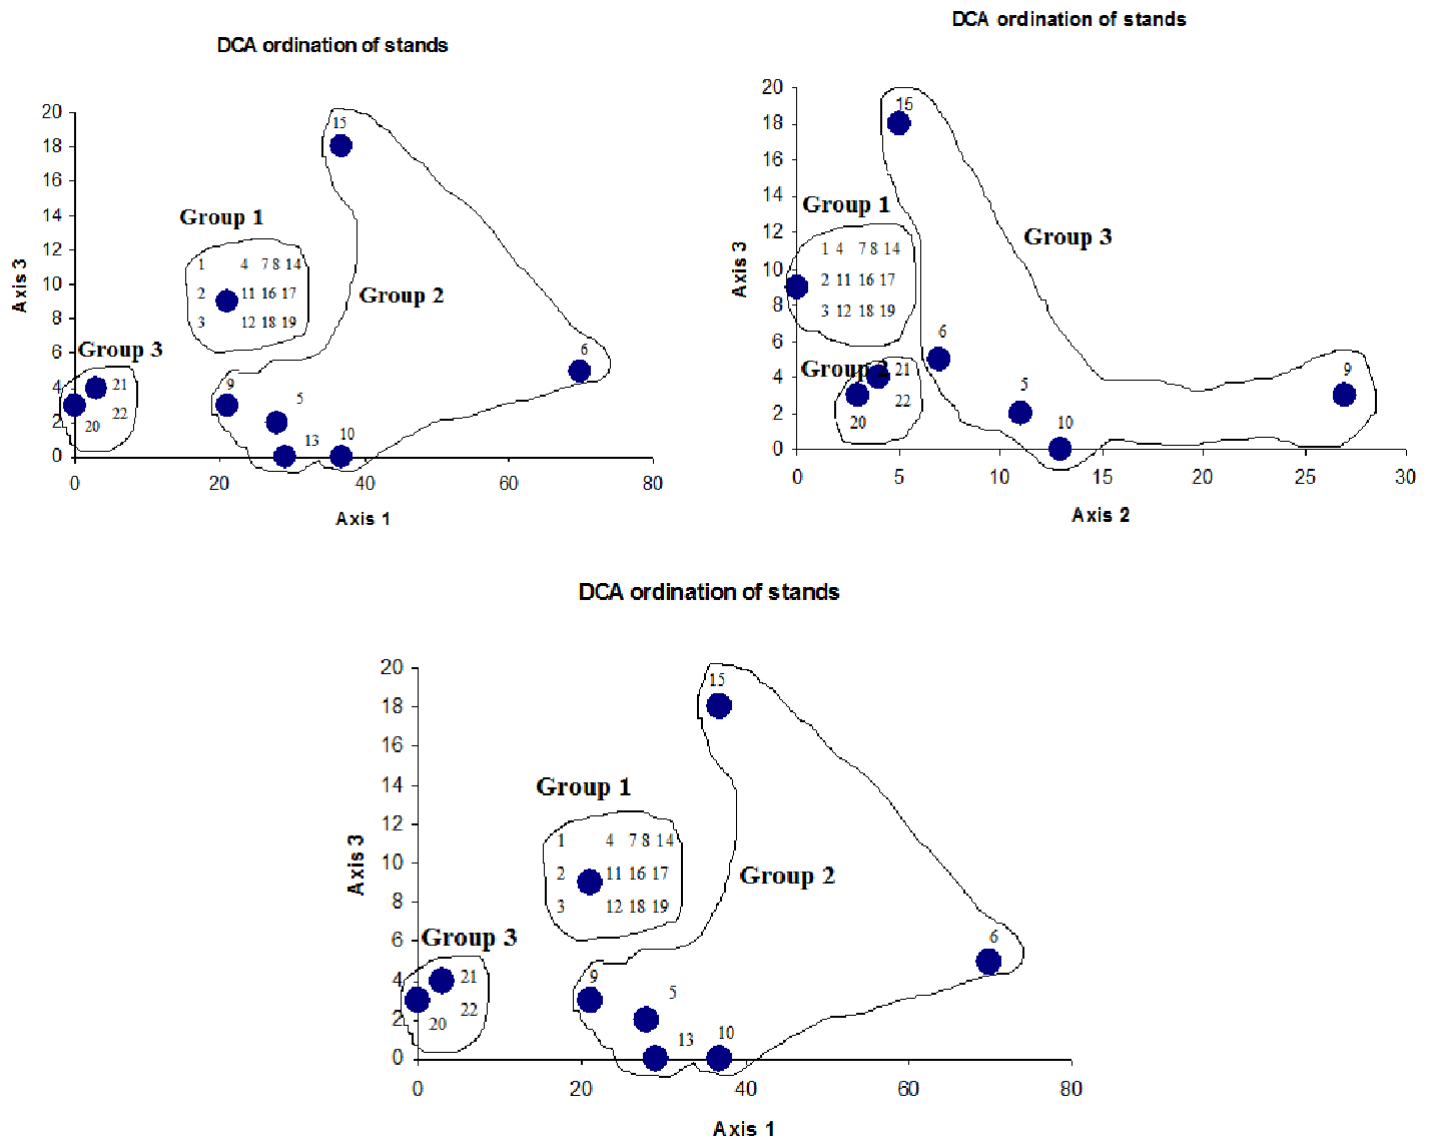 DCA ordination of stands
20
18
16
14
12
10
8
6
4
2
0
Axis 3
15
Group 1
1 4 7 8 14
2 11 16 17
3 12 18 19
Group 2
Group 3
21
22
20
6
9
5
13
10
0 20 40 60 80
Axis 1
DCA ordination of stands
20
18
16
14
12
10
8
6
4
2
0
Axis 3
15
Group 1
1 4 7 8 14
2 11 16 17
3 12 18 19
Group 3
6
Group 2
21
22
20
5
10
9
0 5 10 15 20 25 30
Axis 2
DCA ordination of stands
20
18
16
14
12
10
8
6
4
2
0
Axis 3
15
Group 1
1 4 7 8 14
2 11 16 17
3 12 18 19
Group 2
Group 3
21
22
20
6
9
5
13
10
0 20 40 60 80
Axis 1